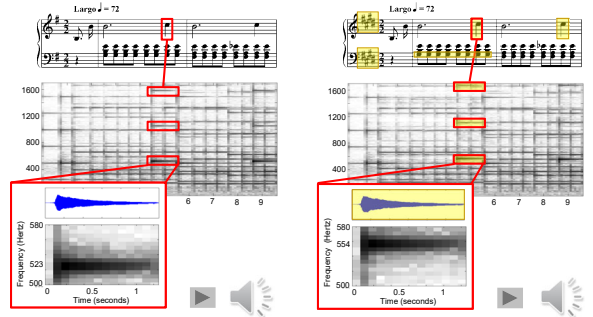 Largo ♩ = 72
1600
1200
800
400
6 7 8 9
580
523
500
Frequency (Hertz)
0 0.5 1
Time (seconds)
Largo ♩ = 72
1600
1200
800
400
6 7 8 9
580
554
500
Frequency (Hertz)
0 0.5 1
Time (seconds)